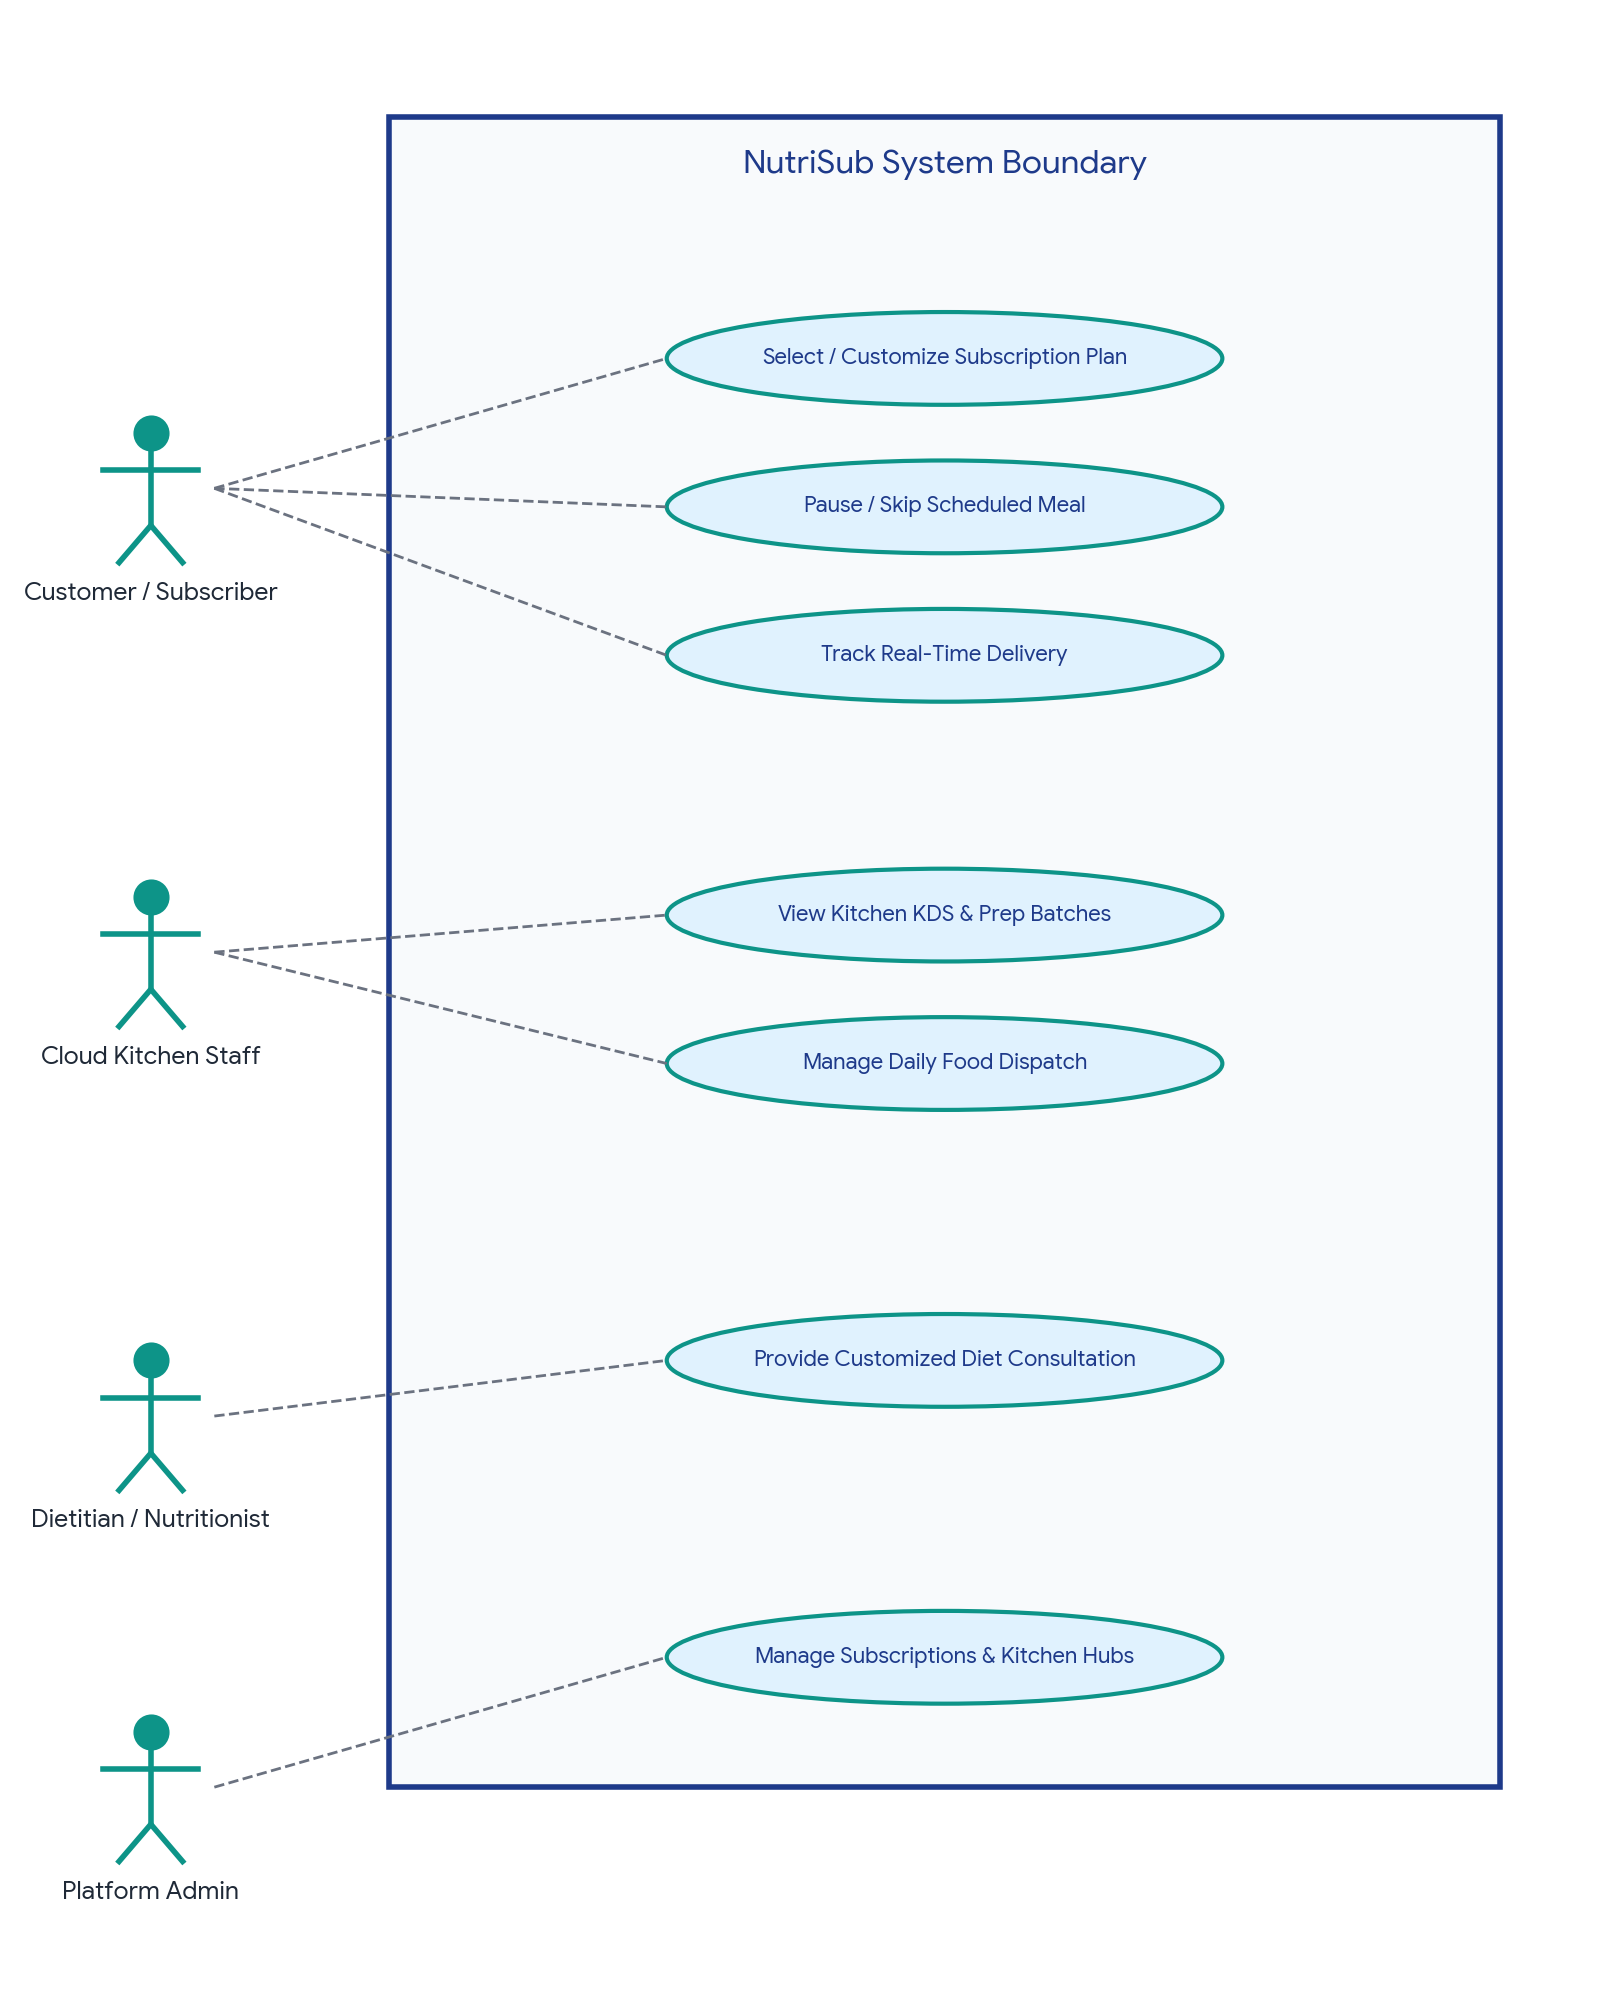 NutriSub System Boundary
Select / Customize Subscription Plan
Pause / Skip Scheduled Meal
Customer / Subscriber
Track Real-Time Delivery
View Kitchen KDS & Prep Batches
Cloud Kitchen Staff
Manage Daily Food Dispatch
Provide Customized Diet Consultation
Dietitian / Nutritionist
Manage Subscriptions & Kitchen Hubs
Platform Admin